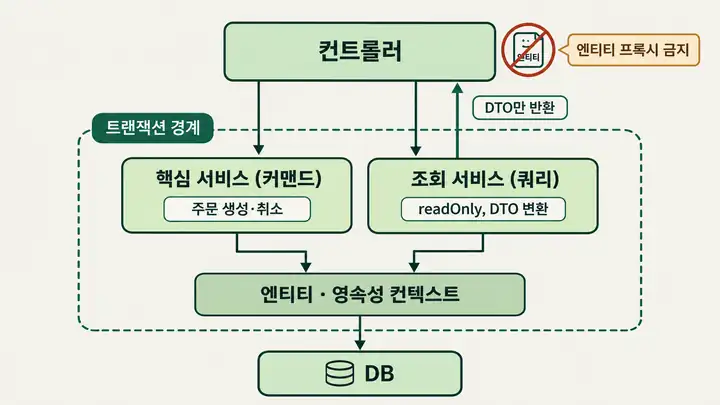 컨트롤러
엔티티
엔티티 프록시 금지
DTO만 반환
트랜잭션 경계
핵심 서비스 (커맨드)
주문 생성·취소
조회 서비스 (쿼리)
readOnly, DTO 변환
엔티티 · 영속성 컨텍스트
DB